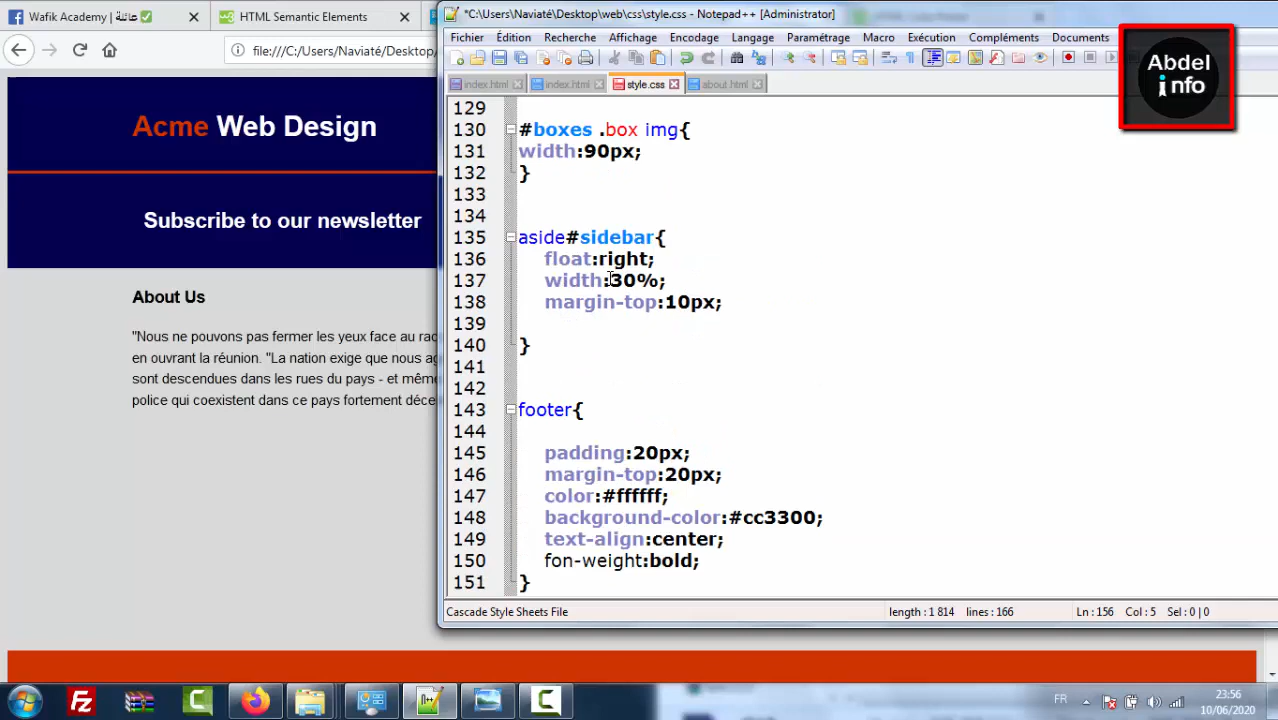 Wafik Academy | عائلة ✅
HTML Semantic Elements
file:///C:/Users/Naviaté/Desktop/
Acme Web Design
Subscribe to our newsletter
About Us
"Nous ne pouvons pas fermer les yeux face au rac
en ouvrant la réunion. "La nation exige que nous ag
sont descendues dans les rues du pays - et même
police qui coexistent dans ce pays fortement déce
*C:\Users\Naviaté\Desktop\web\css\style.css - Notepad++ [Administrator]
Fichier Édition Recherche Affichage Encodage Langage Paramétrage Macro Exécution Compléments Documents
index.html index.html style.css about.html
129
130 #boxes .box img{
131 width:90px;
132 }
133
134
135 aside#sidebar{
136 float:right;
137 width:30%;
138 margin-top:10px;
139
140 }
141
142
143 footer{
144
145 padding:20px;
146 margin-top:20px;
147 color:#ffffff;
148 background-color:#cc3300;
149 text-align:center;
150 fon-weight:bold;
151 }
Cascade Style Sheets File length : 1 814 lines : 166 Ln : 156 Col : 5 Sel : 0 | 0
Abdel
info
FR 23:56
10/06/2020